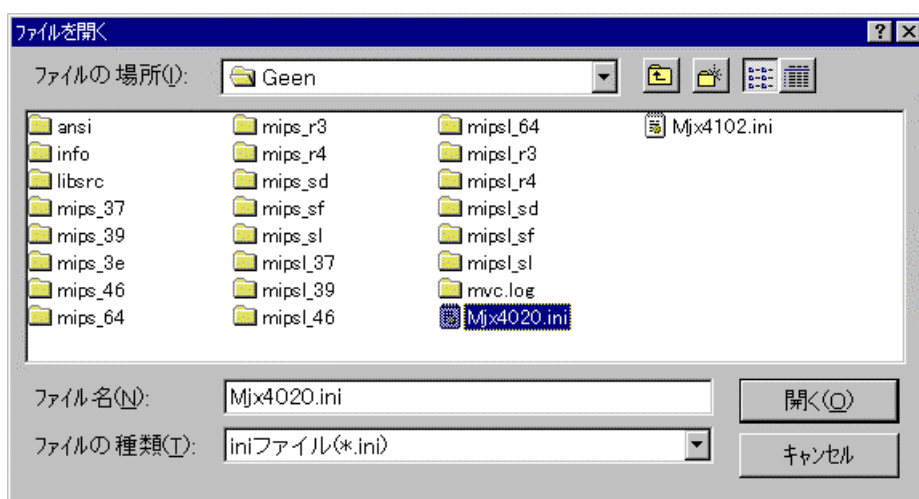 ファイルを開く
ファイルの場所(I):
Geen
ansi
info
libsrc
mips_37
mips_39
mips_3e
mips_46
mips_64
mips_r3
mips_r4
mips_sd
mips_sf
mips_sl
mipsl_37
mipsl_39
mipsl_46
mipsl_64
mipsl_r3
mipsl_r4
mipsl_sd
mipsl_sf
mipsl_sl
mvc.log
Mjx4020.ini
Mjx4102.ini
ファイル名(N):
Mjx4020.ini
開く(O)
ファイルの種類(T):
iniファイル(*.ini)
キャンセル